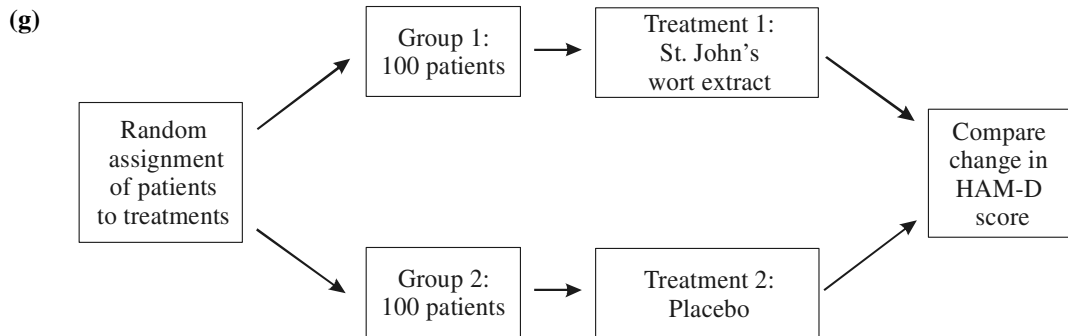 (g)
Random
assignment
of patients
to treatments
Group 1:
100 patients
Treatment 1:
St. John's
wort extract
Group 2:
100 patients
Treatment 2:
Placebo
Compare
change in
HAM-D
score